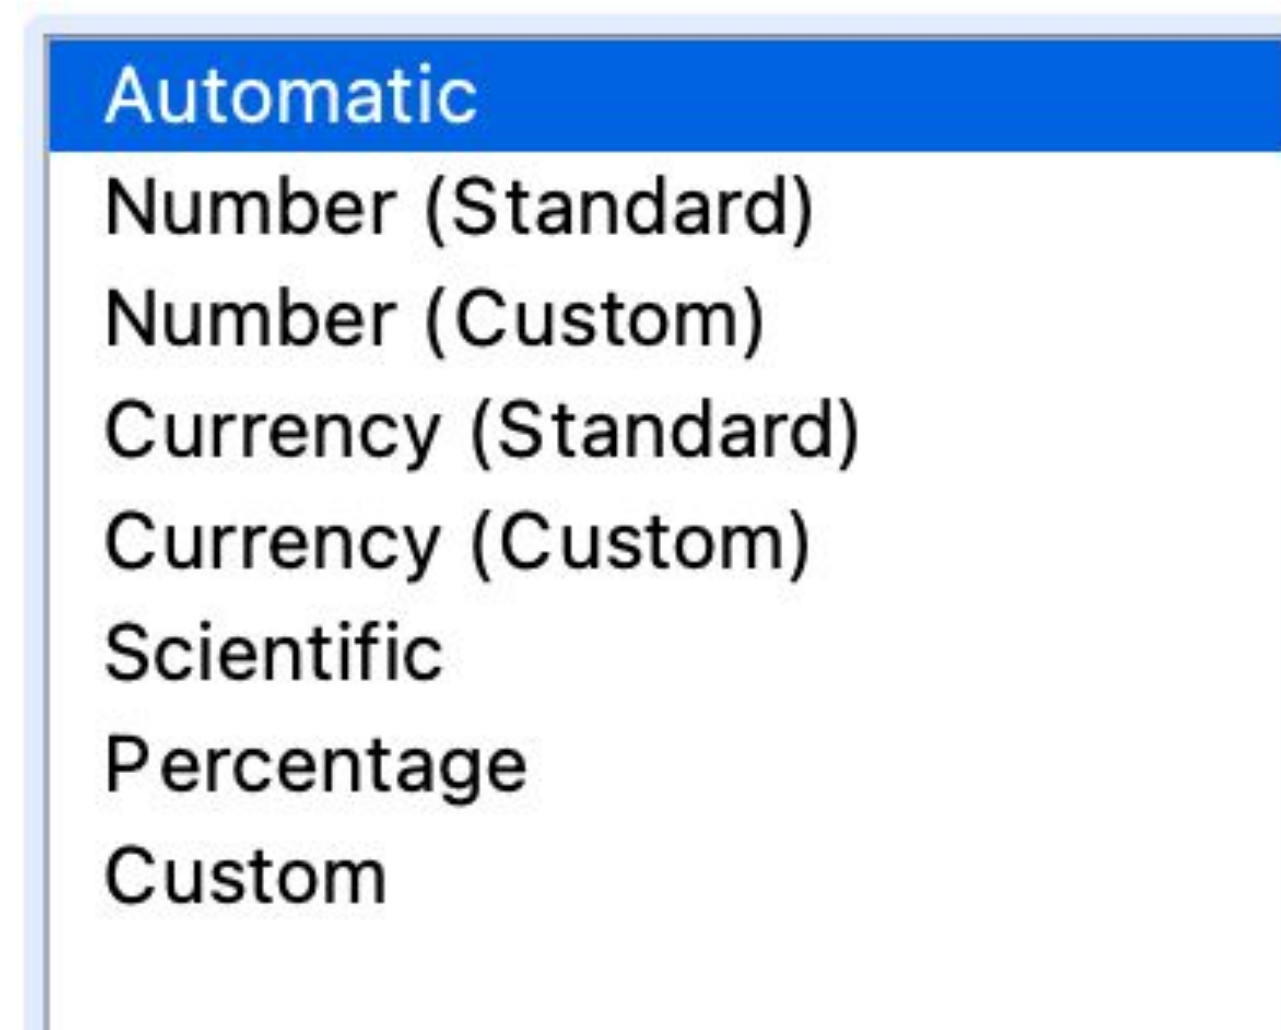 Automatic
Number (Standard)
Number (Custom)
Currency (Standard)
Currency (Custom)
Scientific
Percentage
Custom